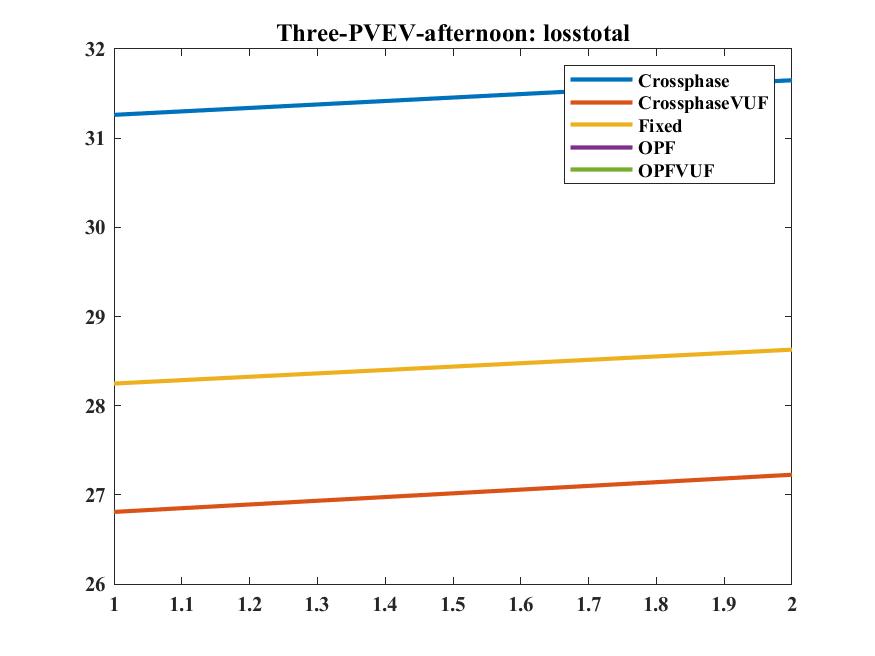 Three-PVEV-afternoon: losstotal
32
31
30
29
28
27
26
Crossphase
CrossphaseVUF
Fixed
OPF
OPFVUF
1 1.1 1.2 1.3 1.4 1.5 1.6 1.7 1.8 1.9 2